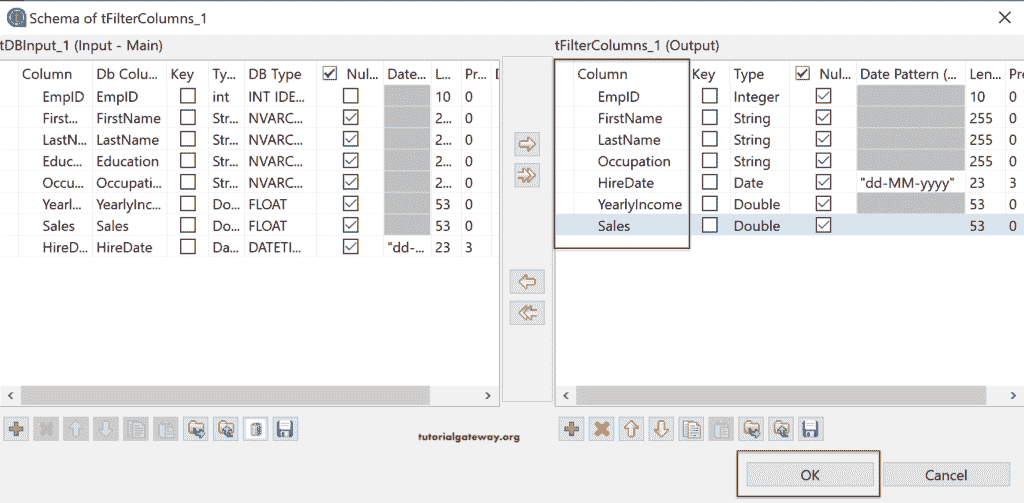 Schema of tFilterColumns_1
tDBInput_1 (Input - Main)
Column Db Colu... Key Ty... DB Type Nul... Date... L... Pr... D
EmpID EmpID int INT IDE... 10 0
First... FirstName Str... NVARC... 2... 0
LastN... LastName Str... NVARC... 2... 0
Educ... Education Str... NVARC... 2... 0
Occu... Occupati... Str... NVARC... 2... 0
Yearl... YearlyInc... Do... FLOAT 53 0
Sales Sales Do... FLOAT 53 0
HireD... HireDate Da... DATETI... "dd-... 23 3
tFilterColumns_1 (Output)
Column Key Type Nul... Date Pattern (... Len... Pre
EmpID Integer 10 0
FirstName String 255 0
LastName String 255 0
Occupation String 255 0
HireDate Date "dd-MM-yyyy" 23 3
YearlyIncome Double 53 0
Sales Double 53 0
tutorialgateway.org
OK Cancel